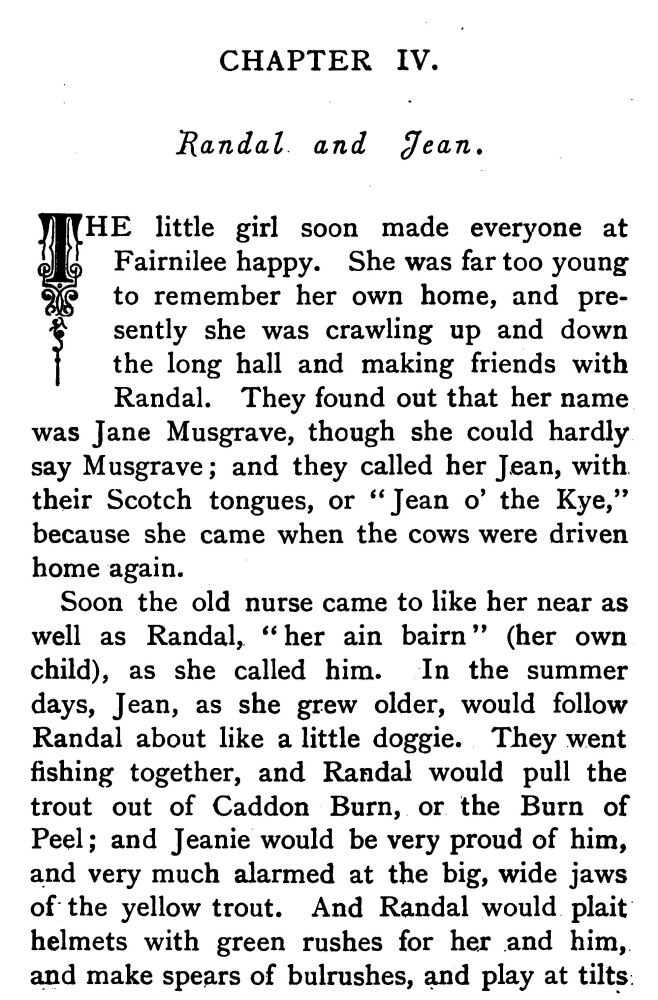 CHAPTER IV.
Randal and Jean.
THE little girl soon made everyone at
Fairnilee happy. She was far too young
to remember her own home, and pre-
sently she was crawling up and down
the long hall and making friends with
Randal. They found out that her name
was Jane Musgrave, though she could hardly
say Musgrave; and they called her Jean, with
their Scotch tongues, or "Jean o' the Kye,"
because she came when the cows were driven
home again.
Soon the old nurse came to like her near as
well as Randal, "her ain bairn" (her own
child), as she called him. In the summer
days, Jean, as she grew older, would follow
Randal about like a little doggie. They went
fishing together, and Randal would pull the
trout out of Caddon Burn, or the Burn of
Peel; and Jeanie would be very proud of him,
and very much alarmed at the big, wide jaws
of the yellow trout. And Randal would plait
helmets with green rushes for her and him,
and make spears of bulrushes, and play at tilts